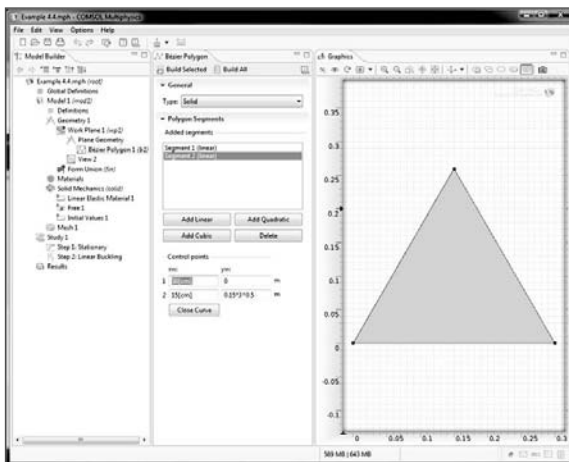 Example 4.4.mph - COMSOL Multiphysics
File Edit View Options Help
Model Builder
Example 4.4.mph (root)
Global Definitions
Model 1 (mod1)
Definitions
Geometry 1
Work Plane 1 (wp1)
Plane Geometry
Bézier Polygon 1 (b1)
View 2
Form Union (fin)
Materials
Solid Mechanics (solid)
Linear Elastic Material 1
Free 1
Initial Values 1
Mesh 1
Study 1
Step 1: Stationary
Step 2: Linear Buckling
Results
Bézier Polygon
Build Selected Build All
General
Type: Solid
Polygon Segments
Added segments
Segment 1 (linear)
Segment 2 (linear)
Add Linear Add Quadratic
Add Cubic Delete
Control points
xw: yw:
1 0 m
2 15[cm] 0.15*3^0.5 m
Close Curve
Graphics
0.35
0.3
0.25
0.2
0.15
0.1
0.05
0
-0.05
-0.1
0 0.05 0.1 0.15 0.2 0.25 0.3
569 MB | 643 MB